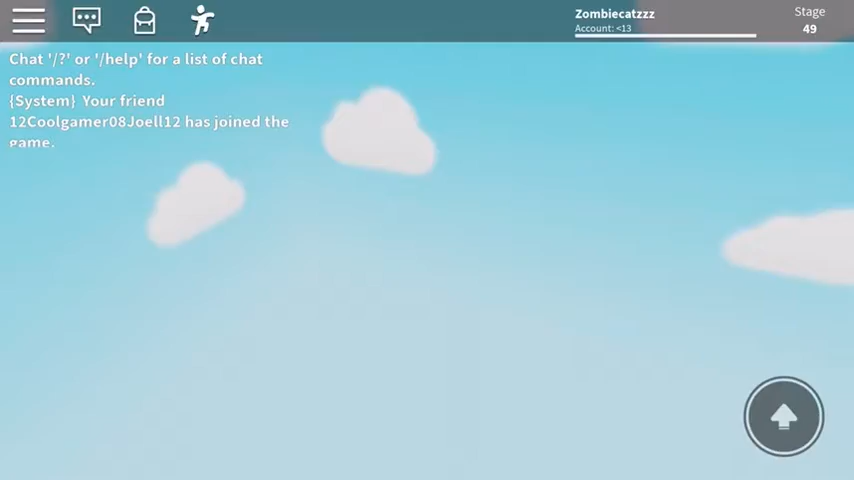 Zombiecatzzz
Account: <13
Stage
49
Chat '/?' or '/help' for a list of chat
commands.
{System} Your friend
12Coolgamer08Joell12 has joined the
game.